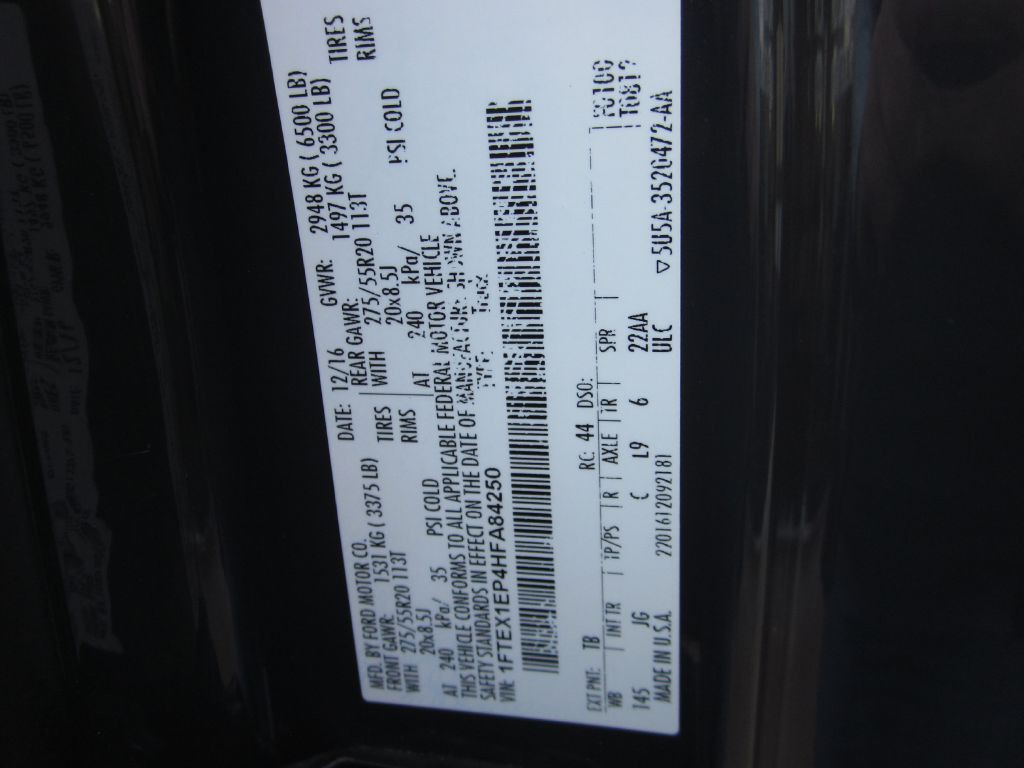 MFD. BY FORD MOTOR CO. DATE: 12/16 GVWR: 2948 KG ( 6500 LB)
FRONT GAWR: 1531 KG ( 3375 LB) REAR GAWR: 1497 KG ( 3300 LB)
WITH 275/55R20 113T TIRES WITH 275/55R20 113T TIRES
20x8.5J RIMS 20x8.5J RIMS
AT 240 kPa/ 35 PSI COLD AT 240 kPa/ 35 PSI COLD
THIS VEHICLE CONFORMS TO ALL APPLICABLE FEDERAL MOTOR VEHICLE
SAFETY STANDARDS IN EFFECT ON THE DATE OF MANUFACTURE SHOWN ABOVE.
VIN: 1FTEX1EP4HFA84250 TYPE:
EXT PNT: TB RC: 44 DSO:
WB INT TR TP/PS R AXLE TR SPR
145 JG C L9 6 22AA
MADE IN U.S.A. 2201612092181 ULC ▽5U5A-3520472-AA